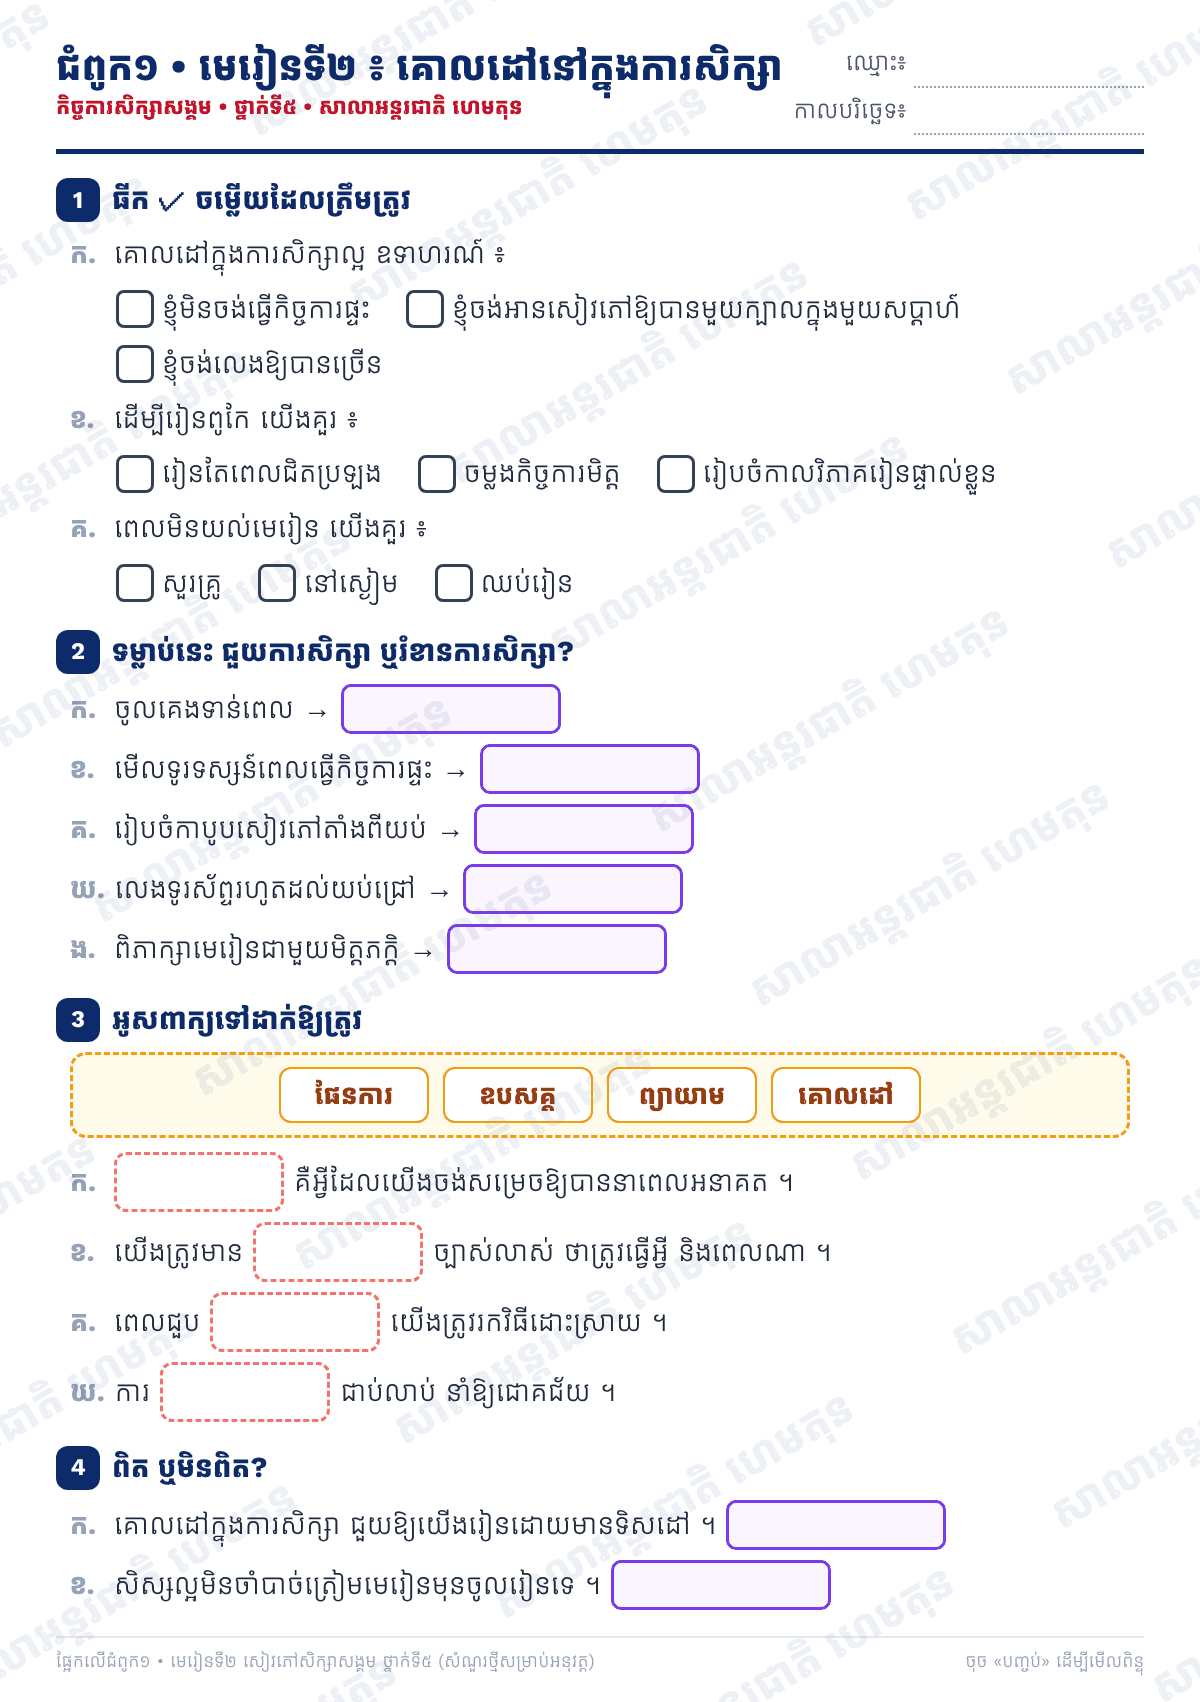 ជំពូក១ • មេរៀនទី២ ៖ គោលដៅនៅក្នុងការសិក្សា
ឈ្មោះ៖
កិច្ចការសិក្សាសង្គម • ថ្នាក់ទី៥ • សាលាអន្តរជាតិ ហេមតុន
កាលបរិច្ឆេទ៖
1 ធីក ✓ ចម្លើយដែលត្រឹមត្រូវ
ក. គោលដៅក្នុងការសិក្សាល្អ ឧទាហរណ៍ ៖
ខ្ញុំមិនចង់ធ្វើកិច្ចការផ្ទះ ខ្ញុំចង់អានសៀវភៅឱ្យបានមួយក្បាលក្នុងមួយសប្តាហ៍
ខ្ញុំចង់លេងឱ្យបានច្រើន
ខ. ដើម្បីរៀនពូកែ យើងគួរ ៖
រៀនតែពេលជិតប្រឡង ចម្លងកិច្ចការមិត្ត រៀបចំកាលវិភាគរៀនផ្ទាល់ខ្លួន
គ. ពេលមិនយល់មេរៀន យើងគួរ ៖
សួរគ្រូ នៅស្ងៀម ឈប់រៀន
2 ទម្លាប់នេះ ជួយការសិក្សា ឬរំខានការសិក្សា?
ក. ចូលគេងទាន់ពេល →
ខ. មើលទូរទស្សន៍ពេលធ្វើកិច្ចការផ្ទះ →
គ. រៀបចំកាបូបសៀវភៅតាំងពីយប់ →
ឃ. លេងទូរស័ព្ទរហូតដល់យប់ជ្រៅ →
ង. ពិភាក្សាមេរៀនជាមួយមិត្តភក្តិ →
3 អូសពាក្យទៅដាក់ឱ្យត្រូវ
ផែនការ ឧបសគ្គ ព្យាយាម គោលដៅ
ក. គឺអ្វីដែលយើងចង់សម្រេចឱ្យបាននាពេលអនាគត ។
ខ. យើងត្រូវមាន ច្បាស់លាស់ ថាត្រូវធ្វើអ្វី និងពេលណា ។
គ. ពេលជួប យើងត្រូវរកវិធីដោះស្រាយ ។
ឃ. ការ ជាប់លាប់ នាំឱ្យជោគជ័យ ។
4 ពិត ឬមិនពិត?
ក. គោលដៅក្នុងការសិក្សា ជួយឱ្យយើងរៀនដោយមានទិសដៅ ។
ខ. សិស្សល្អមិនចាំបាច់ត្រៀមមេរៀនមុនចូលរៀនទេ ។
ផ្អែកលើជំពូក១ • មេរៀនទី២ សៀវភៅសិក្សាសង្គម ថ្នាក់ទី៥ (សំណួរថ្មីសម្រាប់អនុវត្ត)
ចុច «បញ្ចប់» ដើម្បីមើលពិន្ទុ